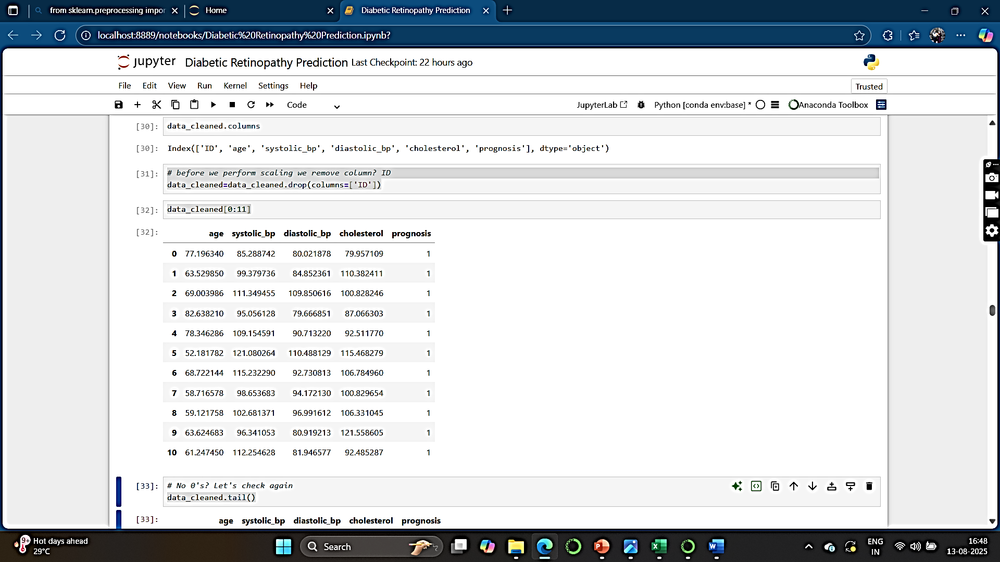 from sklearn.preprocessing impor
Home
Diabetic Retinopathy Prediction
localhost:8889/notebooks/Diabetic%20Retinopathy%20Prediction.ipynb?
jupyter Diabetic Retinopathy Prediction Last Checkpoint: 22 hours ago
File Edit View Run Kernel Settings Help
Trusted
Code
JupyterLab Python [conda env:base] * Anaconda Toolbox
[30]: data_cleaned.columns
[30]: Index(['ID', 'age', 'systolic_bp', 'diastolic_bp', 'cholesterol', 'prognosis'], dtype='object')
[31]: # before we perform scaling we remove column? ID
data_cleaned=data_cleaned.drop(columns=['ID'])
[32]: data_cleaned[0:11]
[32]: age systolic_bp diastolic_bp cholesterol prognosis
0 77.196340 85.288742 80.021878 79.957109 1
1 63.529850 99.379736 84.852361 110.382411 1
2 69.003986 111.349455 109.850616 100.828246 1
3 82.638210 95.056128 79.666851 87.066303 1
4 78.346286 109.154591 90.713220 92.511770 1
5 52.181782 121.080264 110.488129 115.468279 1
6 68.722144 115.232290 92.730813 106.784960 1
7 58.716578 98.653683 94.172130 100.829654 1
8 59.121758 102.681371 96.991612 106.331045 1
9 63.624683 96.341053 80.919213 121.558605 1
10 61.247450 112.254628 81.946577 92.485287 1
[33]: # No 0's? Let's check again
data_cleaned.tail()
[33]: age systolic_bp diastolic_bp cholesterol prognosis
9+ Hot days ahead
29°C
Search
ENG
IN
16:48
13-08-2025